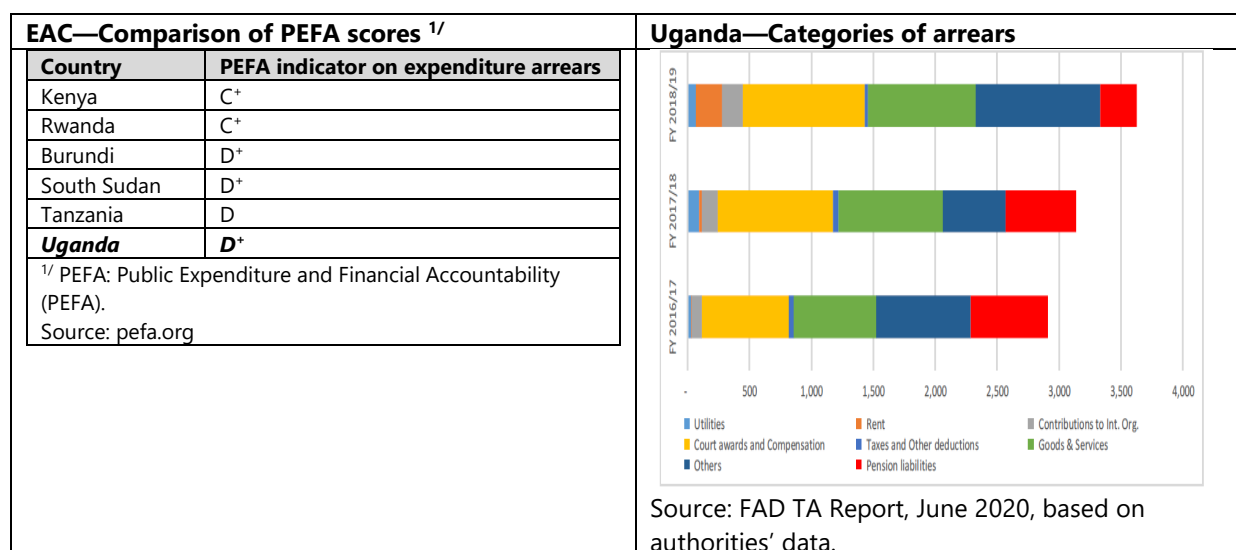 EAC—Comparison of PEFA scores 1/
Country PEFA indicator on expenditure arrears
Kenya C+
Rwanda C+
Burundi D+
South Sudan D+
Tanzania D
Uganda D+
1/ PEFA: Public Expenditure and Financial Accountability
(PEFA).
Source: pefa.org
Uganda—Categories of arrears
FY 2018/19
FY 2017/18
FY 2016/17
- 500 1,000 1,500 2,000 2,500 3,000 3,500 4,000
Utilities Rent Contributions to Int. Org.
Court awards and Compensation Taxes and Other deductions Goods & Services
Others Pension liabilities
Source: FAD TA Report, June 2020, based on
authorities' data.